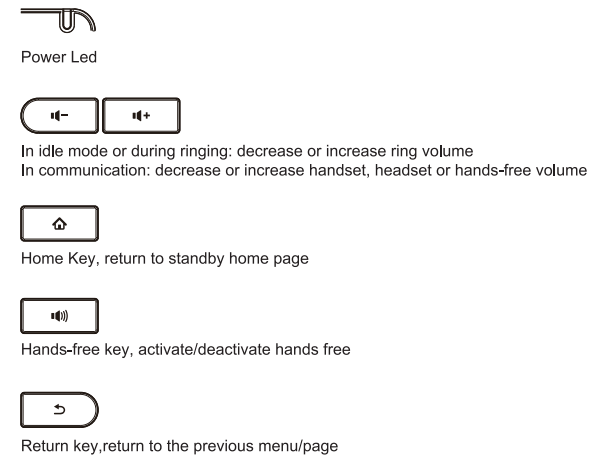 Power Led
In idle mode or during ringing: decrease or increase ring volume
In communication: decrease or increase handset, headset or hands-free volume
Home Key, return to standby home page
Hands-free key, activate/deactivate hands free
Return key,return to the previous menu/page